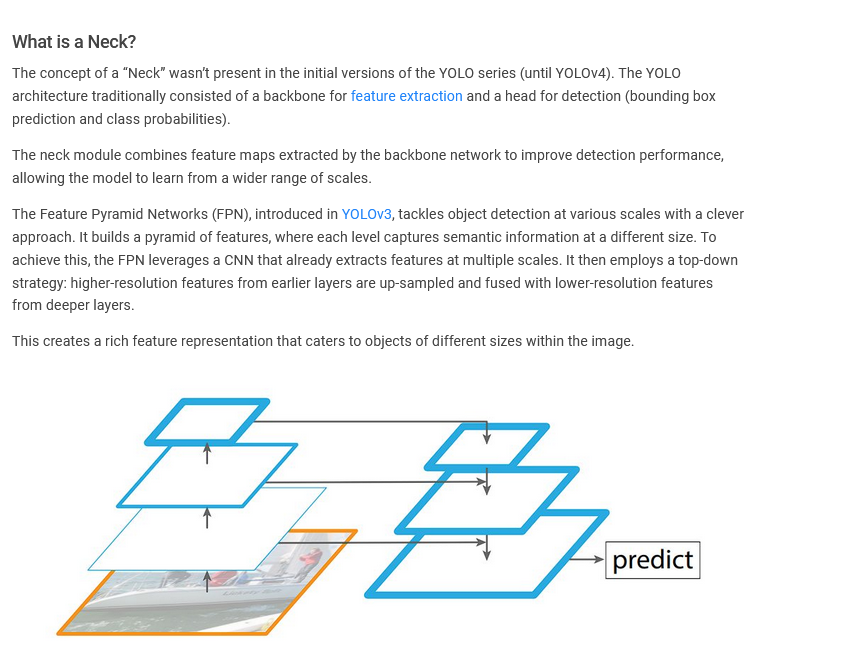 What is a Neck?
The concept of a “Neck” wasn’t present in the initial versions of the YOLO series (until YOLOv4). The YOLO
architecture traditionally consisted of a backbone for feature extraction and a head for detection (bounding box
prediction and class probabilities).
The neck module combines feature maps extracted by the backbone network to improve detection performance,
allowing the model to learn from a wider range of scales.
The Feature Pyramid Networks (FPN), introduced in YOLOv3, tackles object detection at various scales with a clever
approach. It builds a pyramid of features, where each level captures semantic information at a different size. To
achieve this, the FPN leverages a CNN that already extracts features at multiple scales. It then employs a top-down
strategy: higher-resolution features from earlier layers are up-sampled and fused with lower-resolution features
from deeper layers.
This creates a rich feature representation that caters to objects of different sizes within the image.
predict